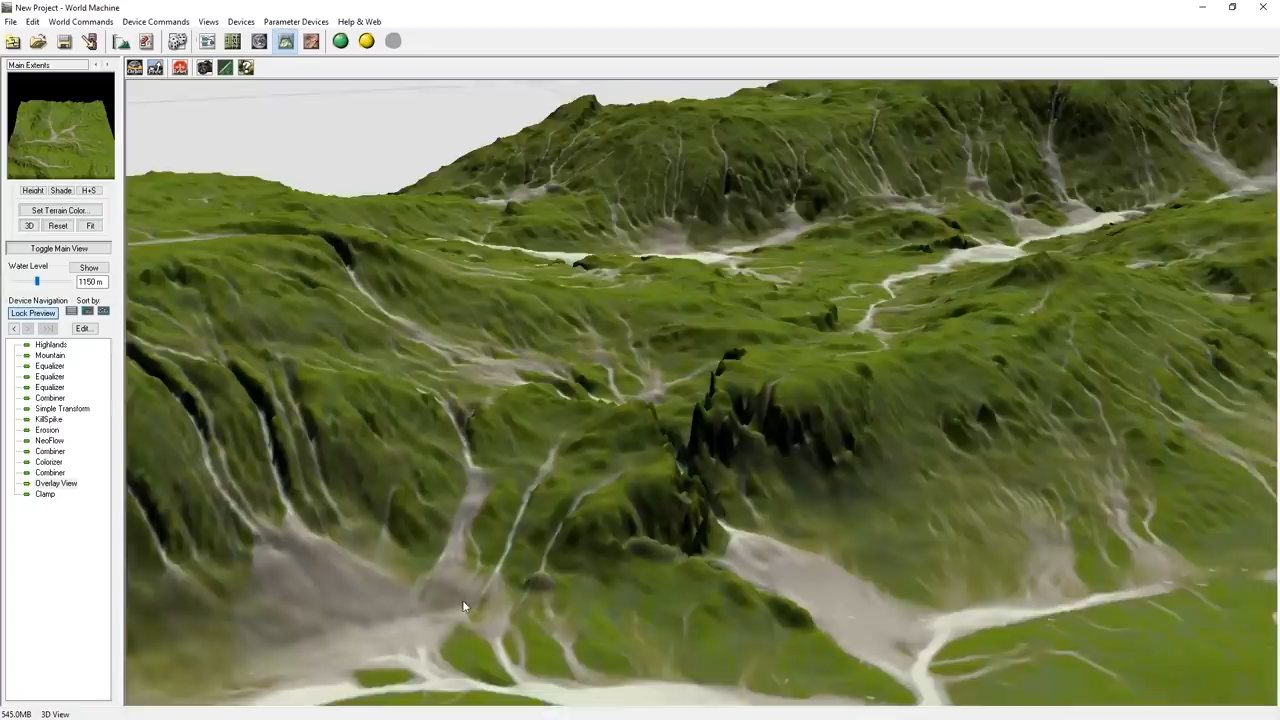 New Project - World Machine
File Edit World Commands Device Commands Views Devices Parameter Devices Help & Web
Main Extents
Height Shade H+S
Set Terrain Color...
3D Reset Fit
Toggle Main View
Water Level Show
1150 m
Device Navigation Sort by:
Lock Preview
< > >>| Edit...
Highlands
Mountain
Equalizer
Equalizer
Equalizer
Combiner
Simple Transform
KillSpike
Erosion
NeoFlow
Combiner
Colorizer
Combiner
Overlay View
Clamp
545.0MB 3D View